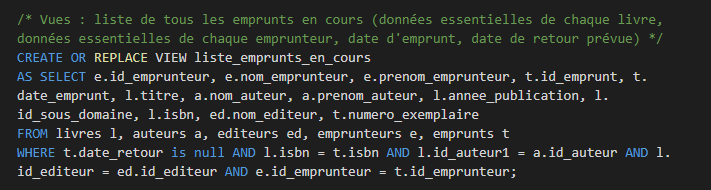 /* Vues : liste de tous les emprunts en cours (données essentielles de chaque livre,
données essentielles de chaque emprunteur, date d'emprunt, date de retour prévue) */
CREATE OR REPLACE VIEW liste_emprunts_en_cours
AS SELECT e.id_emprunteur, e.nom_emprunteur, e.prenom_emprunteur, t.id_emprunt, t.
date_emprunt, l.titre, a.nom_auteur, a.prenom_auteur, l.annee_publication, l.
id_sous_domaine, l.isbn, ed.nom_editeur, t.numero_exemplaire
FROM livres l, auteurs a, editeurs ed, emprunteurs e, emprunts t
WHERE t.date_retour is null AND l.isbn = t.isbn AND l.id_auteur1 = a.id_auteur AND l.
id_editeur = ed.id_editeur AND e.id_emprunteur = t.id_emprunteur;